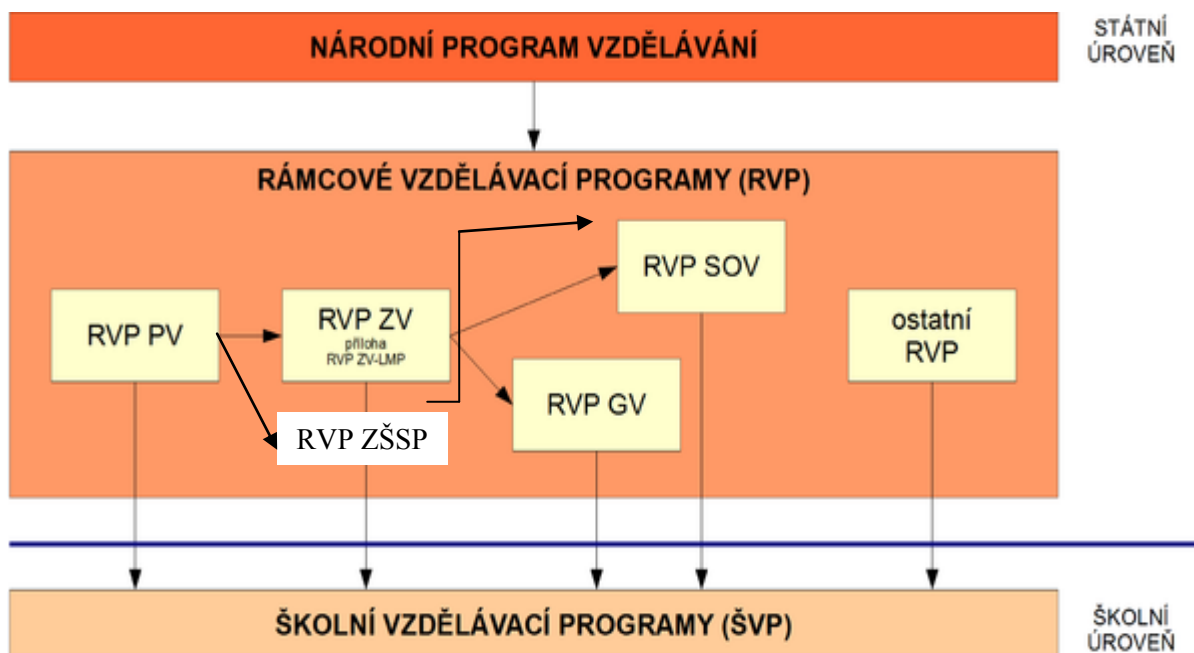 NÁRODNÍ PROGRAM VZDĚLÁVÁNÍ
STÁTNÍ
ÚROVEŇ
RÁMCOVÉ VZDĚLÁVACÍ PROGRAMY (RVP)
RVP PV
RVP ZV
příloha
RVP ZV-LMP
RVP SOV
ostatní
RVP
RVP GV
RVP ZŠSP
ŠKOLNÍ VZDĚLÁVACÍ PROGRAMY (ŠVP)
ŠKOLNÍ
ÚROVEŇ